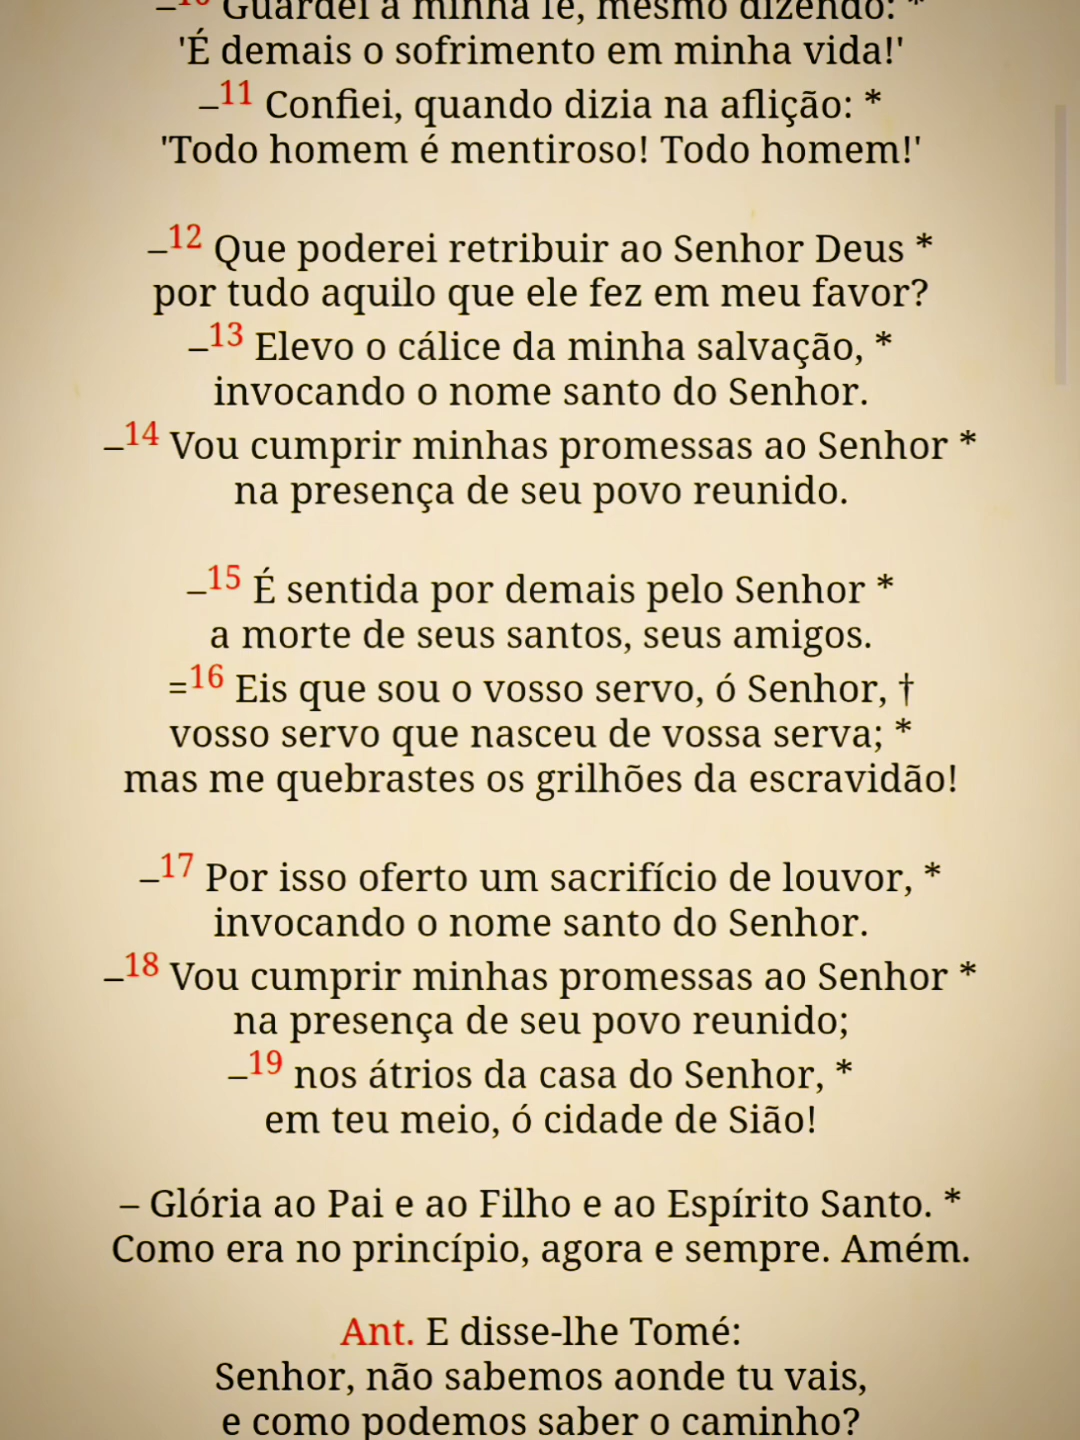 –10 Guardei a minha fé, mesmo dizendo: *
'É demais o sofrimento em minha vida!'
–11 Confiei, quando dizia na aflição: *
'Todo homem é mentiroso! Todo homem!'
–12 Que poderei retribuir ao Senhor Deus *
por tudo aquilo que ele fez em meu favor?
–13 Elevo o cálice da minha salvação, *
invocando o nome santo do Senhor.
–14 Vou cumprir minhas promessas ao Senhor *
na presença de seu povo reunido.
–15 É sentida por demais pelo Senhor *
a morte de seus santos, seus amigos.
=16 Eis que sou o vosso servo, ó Senhor, †
vosso servo que nasceu de vossa serva; *
mas me quebrastes os grilhões da escravidão!
–17 Por isso oferto um sacrifício de louvor, *
invocando o nome santo do Senhor.
–18 Vou cumprir minhas promessas ao Senhor *
na presença de seu povo reunido;
–19 nos átrios da casa do Senhor, *
em teu meio, ó cidade de Sião!
– Glória ao Pai e ao Filho e ao Espírito Santo. *
Como era no princípio, agora e sempre. Amém.
Ant. E disse-lhe Tomé:
Senhor, não sabemos aonde tu vais,
e como podemos saber o caminho?